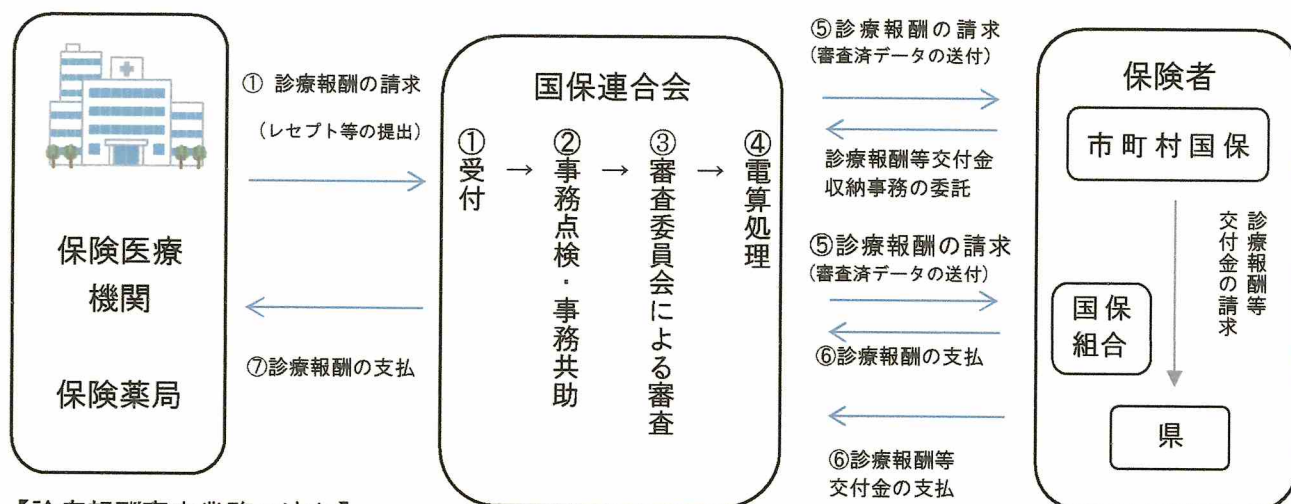 保険医療
機関
保険薬局
① 診療報酬の請求
(レセプト等の提出)
⑦診療報酬の支払
国保連合会
①受付
→
②事務点検・事務共助
→
③審査委員会による審査
→
④電算処理
⑤診療報酬の請求
(審査済データの送付)
診療報酬等交付金
収納事務の委託
⑤診療報酬の請求
(審査済データの送付)
⑥診療報酬の支払
⑥診療報酬等
交付金の支払
保険者
市町村国保
診療報酬等
交付金の請求
国保
組合
県